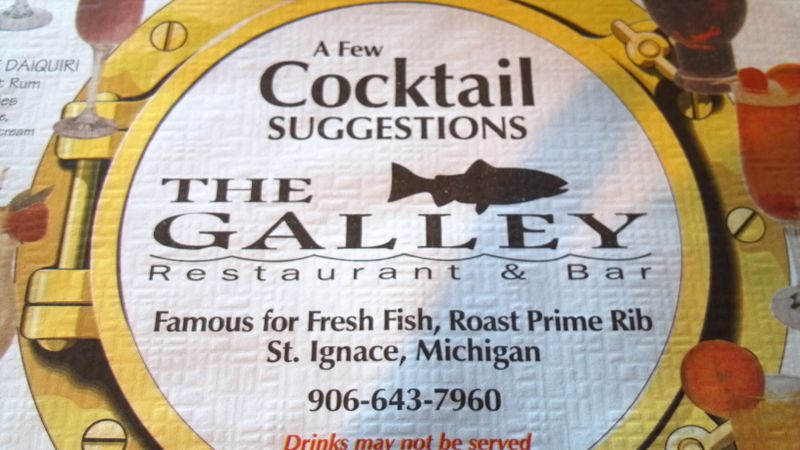 DAIQUIRI
Rum
A Few
Cocktail
SUGGESTIONS
THE
GALLEY
Restaurant & Bar
Famous for Fresh Fish, Roast Prime Rib
St. Ignace, Michigan
906-643-7960
Drinks may not be served